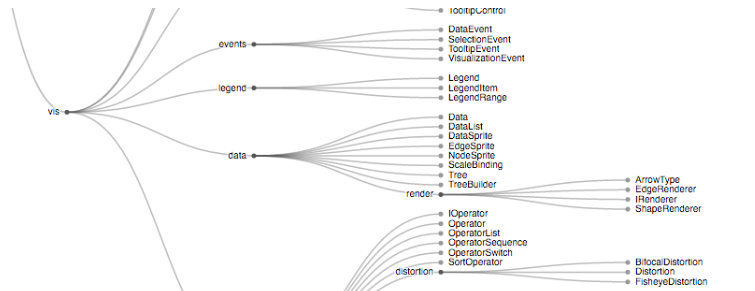 TooltipControl
DataEvent
events
SelectionEvent
TooltipEvent
VisualizationEvent
Legend
legend
LegendItem
LegendRange
vis
Data
DataList
DataSprite
EdgeSprite
data
NodeSprite
ScaleBinding
Tree
ArrowType
TreeBuilder
EdgeRenderer
render
IRenderer
ShapeRenderer
IOperator
Operator
OperatorList
OperatorSequence
OperatorSwitch
SortOperator
BifocalDistortion
distortion
Distortion
FisheyeDistortion